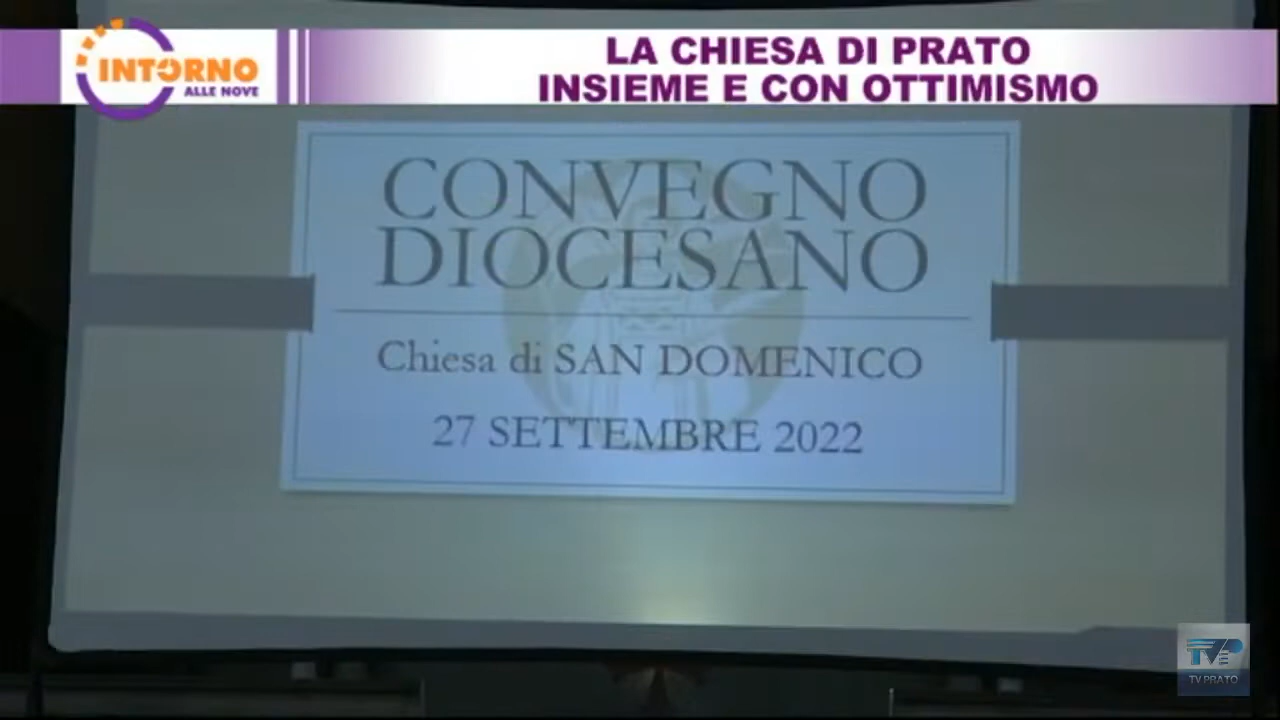 INTORNO
ALLE NOVE
LA CHIESA DI PRATO
INSIEME E CON OTTIMISMO
CONVEGNO
DIOCESANO
Chiesa di SAN DOMENICO
27 SETTEMBRE 2022
TV PRATO